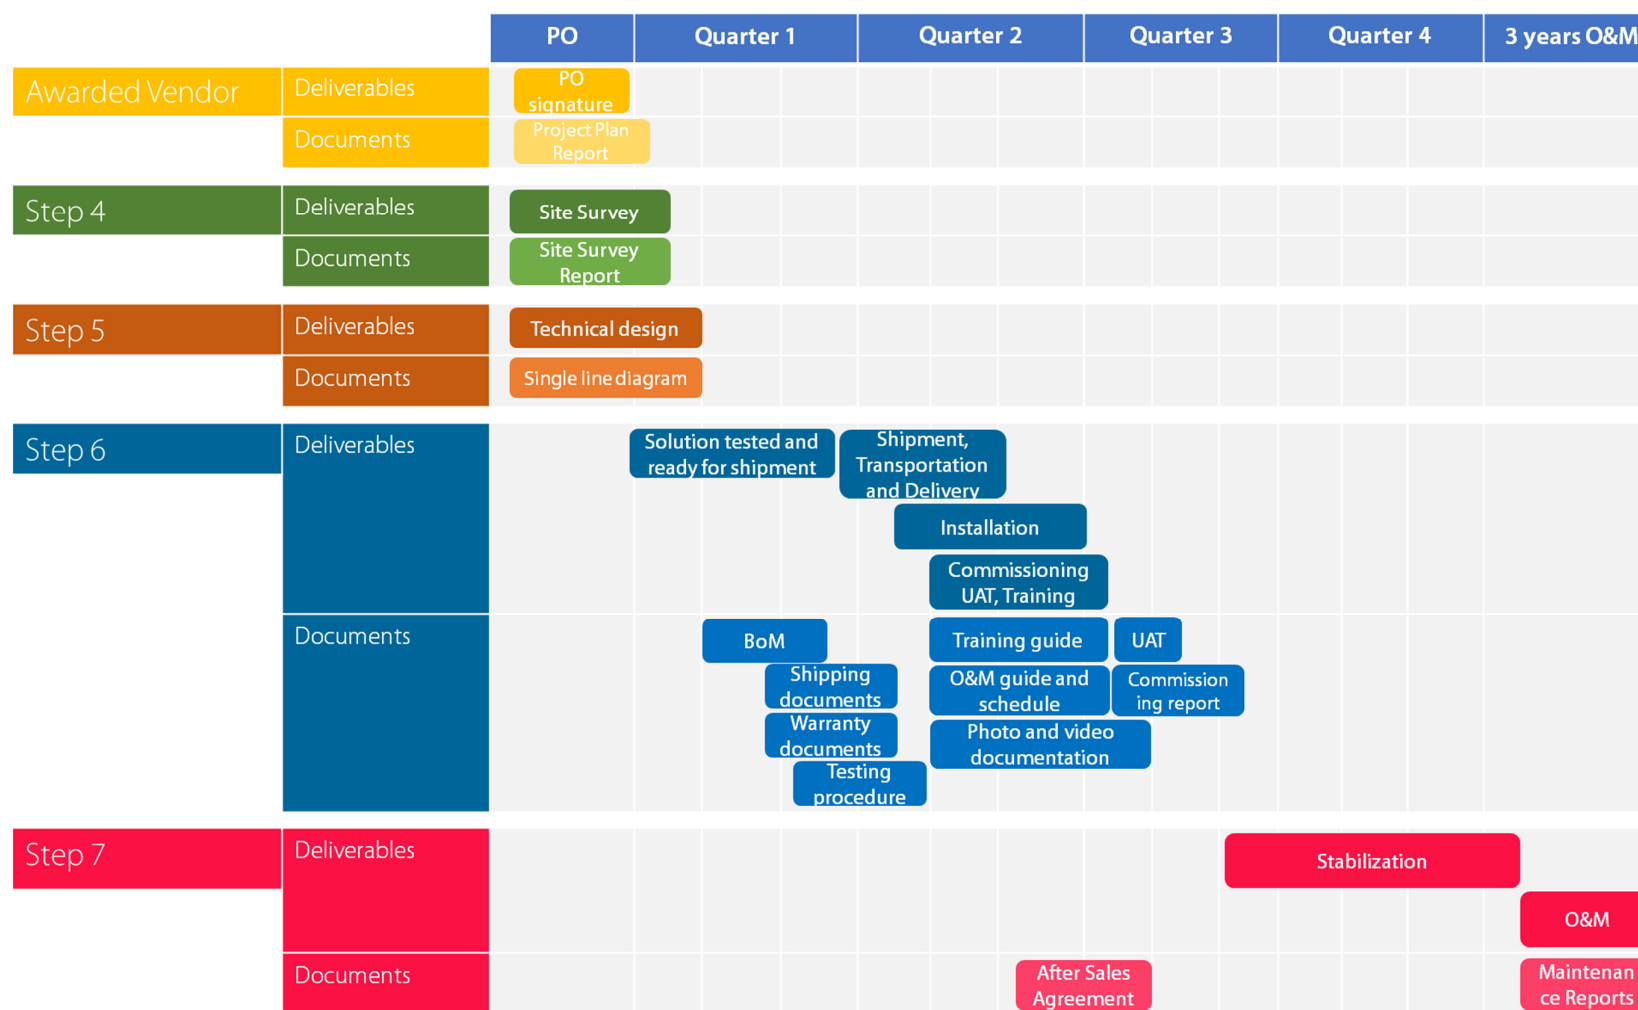 PO Quarter 1 Quarter 2 Quarter 3 Quarter 4 3 years O&M
Awarded Vendor
Deliverables
PO
signature
Documents
Project Plan
Report
Step 4
Deliverables
Site Survey
Documents
Site Survey
Report
Step 5
Deliverables
Technical design
Documents
Single line diagram
Step 6
Deliverables
Solution tested and
ready for shipment
Shipment,
Transportation
and Delivery
Installation
Commissioning
UAT, Training
Documents
BoM
Training guide
UAT
Shipping
documents
O&M guide and
schedule
Commission
ing report
Warranty
documents
Photo and video
documentation
Testing
procedure
Step 7
Deliverables
Stabilization
O&M
Documents
After Sales
Agreement
Maintenan
ce Reports